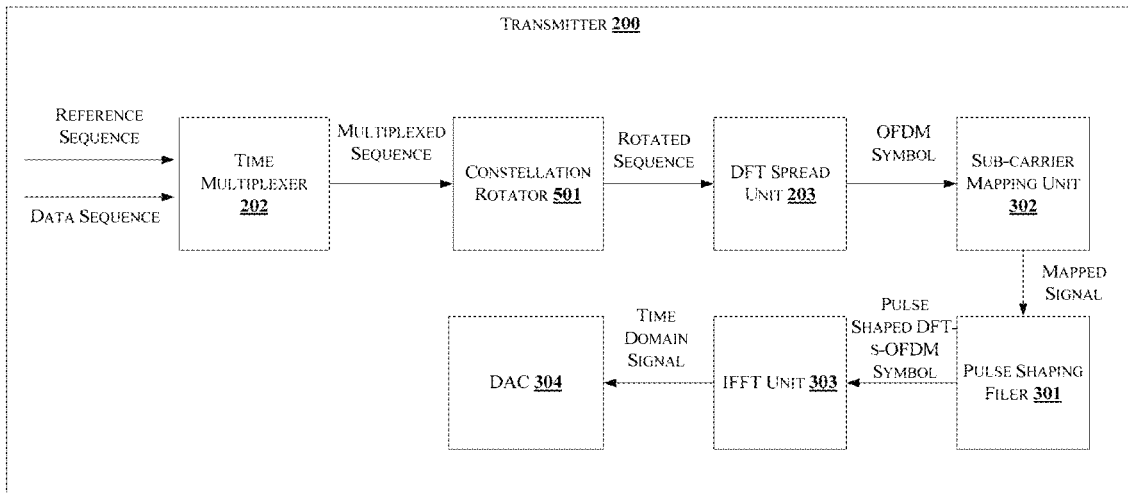 TRANSMITTER 200
REFERENCE
SEQUENCE
DATA SEQUENCE
TIME
MULTIPLEXER
202
MULTIPLEXED
SEQUENCE
CONSTELLATION
ROTATOR 501
ROTATED
SEQUENCE
DFT SPREAD
UNIT 203
OFDM
SYMBOL
SUB-CARRIER
MAPPING UNIT
302
MAPPED
SIGNAL
PULSE SHAPING
FILER 301
PULSE
SHAPED DFT-
S-OFDM
SYMBOL
IFFT UNIT 303
TIME
DOMAIN
SIGNAL
DAC 304